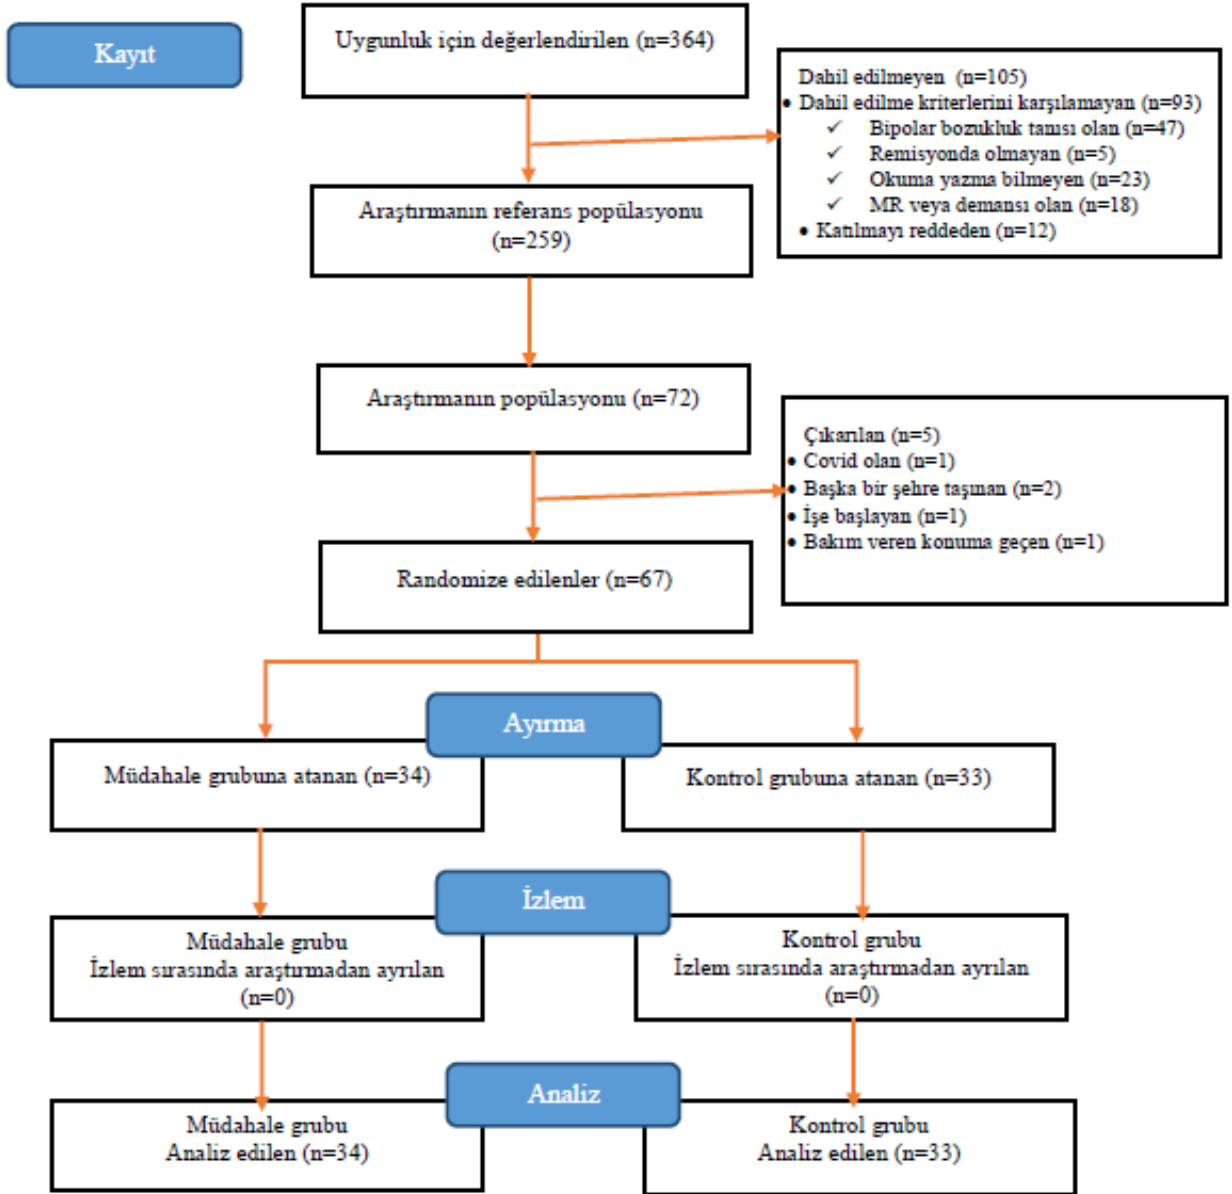 Kayıt
Uygunluk için değerlendirilen (n=364)
Dahil edilmeyen (n=105)
• Dahil edilme kriterlerini karşılamayan (n=93)
✓ Bipolar bozukluk tanısı olan (n=47)
✓ Remisyonda olmayan (n=5)
✓ Okuma yazma bilmeyen (n=23)
✓ MR veya demansı olan (n=18)
• Katılmayı reddeden (n=12)
Araştırmanın referans popülasyonu
(n=259)
Araştırmanın popülasyonu (n=72)
Çıkarılan (n=5)
• Covid olan (n=1)
• Başka bir şehre taşınan (n=2)
• İşe başlayan (n=1)
• Bakım veren konuma geçen (n=1)
Randomize edilenler (n=67)
Ayırma
Müdahale grubuna atanan (n=34)
Kontrol grubuna atanan (n=33)
İzlem
Müdahale grubu
İzlem sırasında araştırmadan ayrılan
(n=0)
Kontrol grubu
İzlem sırasında araştırmadan ayrılan
(n=0)
Analiz
Müdahale grubu
Analiz edilen (n=34)
Kontrol grubu
Analiz edilen (n=33)